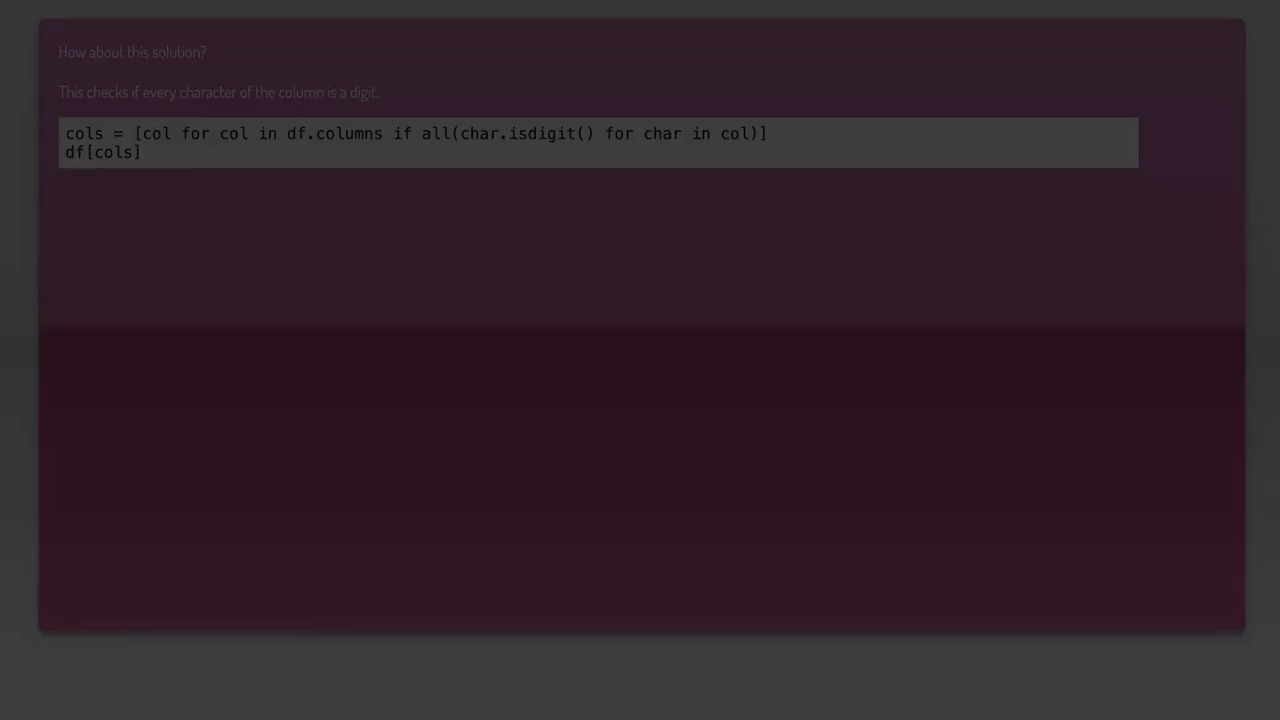 How about this solution?
This checks if every character of the column is a digit.
cols = [col for col in df.columns if all(char.isdigit() for char in col)]
df[cols]